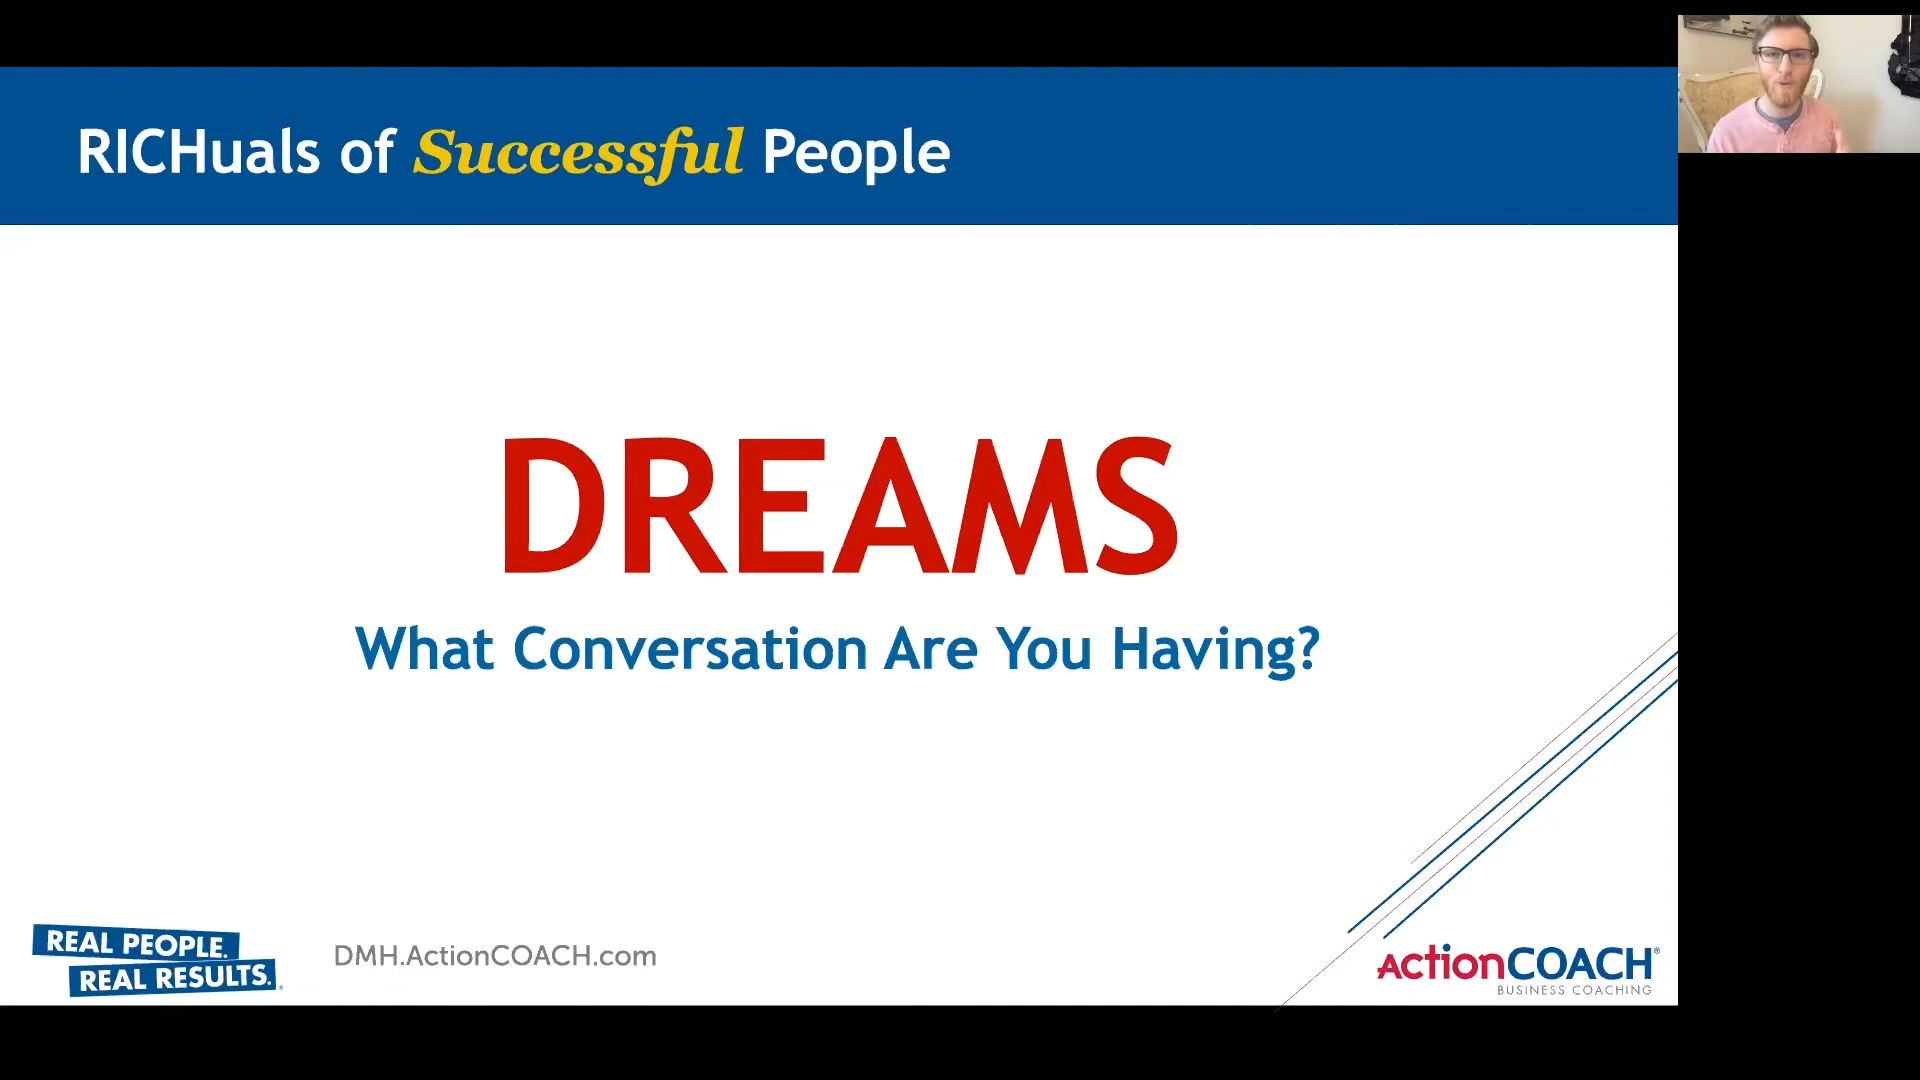 RICHuals of Successful People
DREAMS
What Conversation Are You Having?
REAL PEOPLE.
REAL RESULTS.
DMH.ActionCOACH.com
ActionCOACH®
BUSINESS COACHING